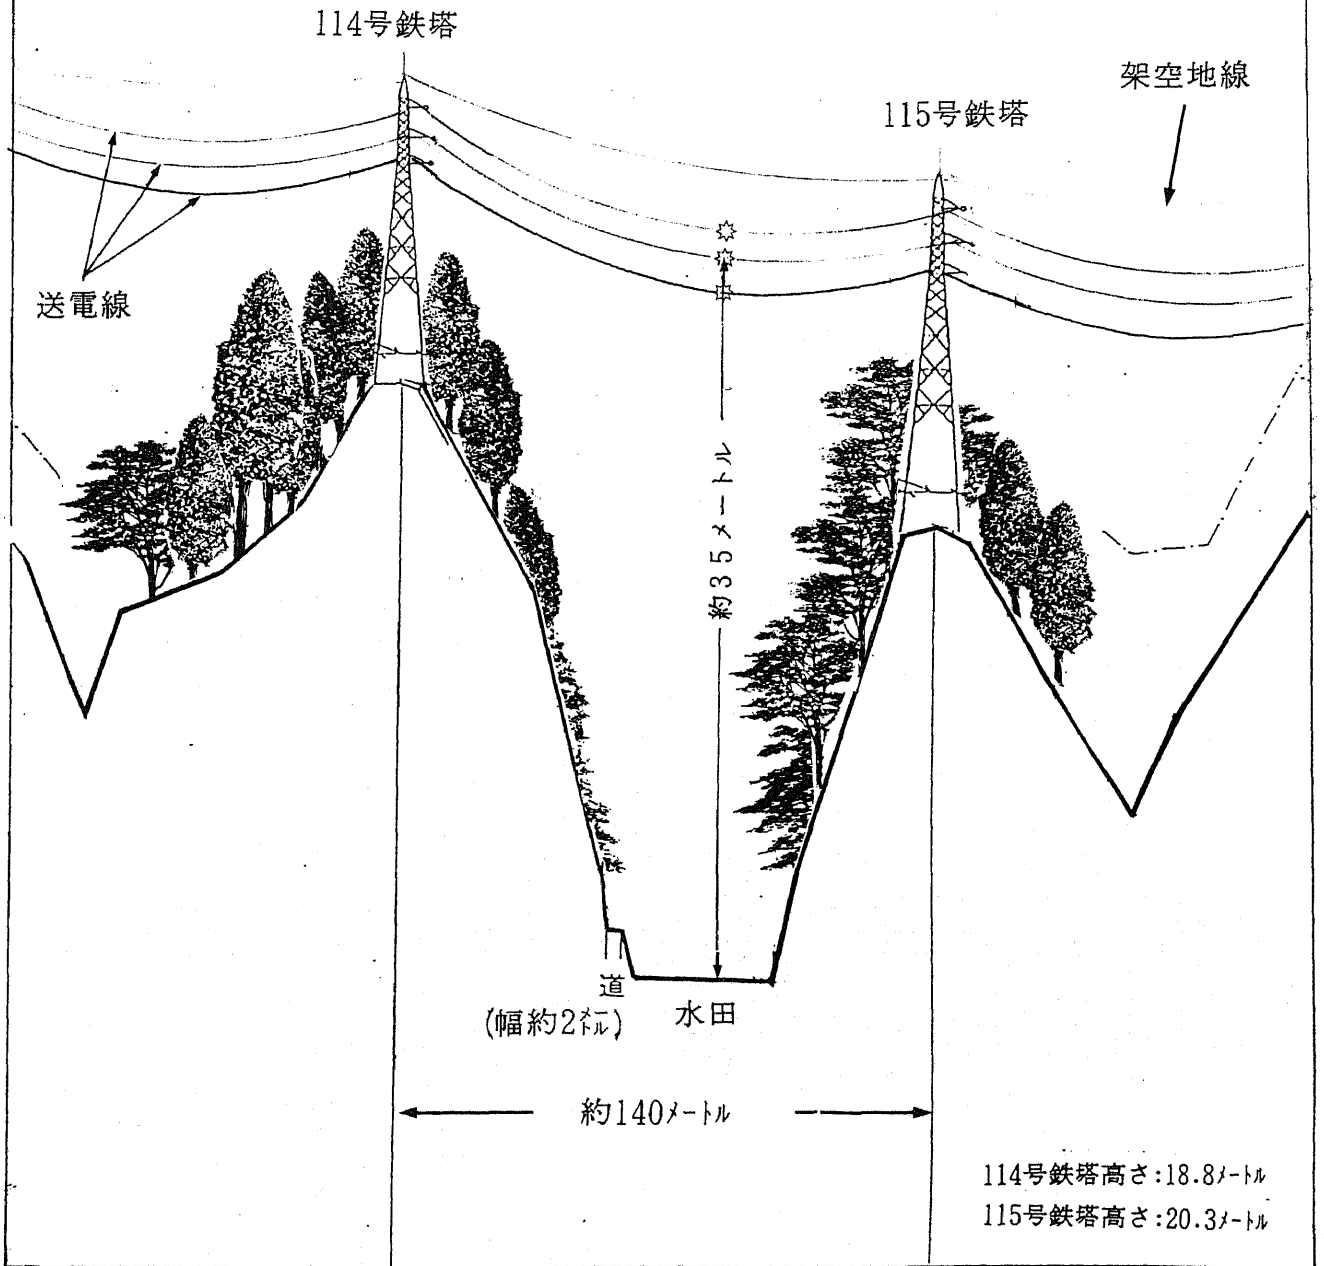 114号鉄塔
架空地線
115号鉄塔
送電線
約35メートル
道
(幅約2メートル)
水田
約140メートル
114号鉄塔高さ:18.8メートル
115号鉄塔高さ:20.3メートル